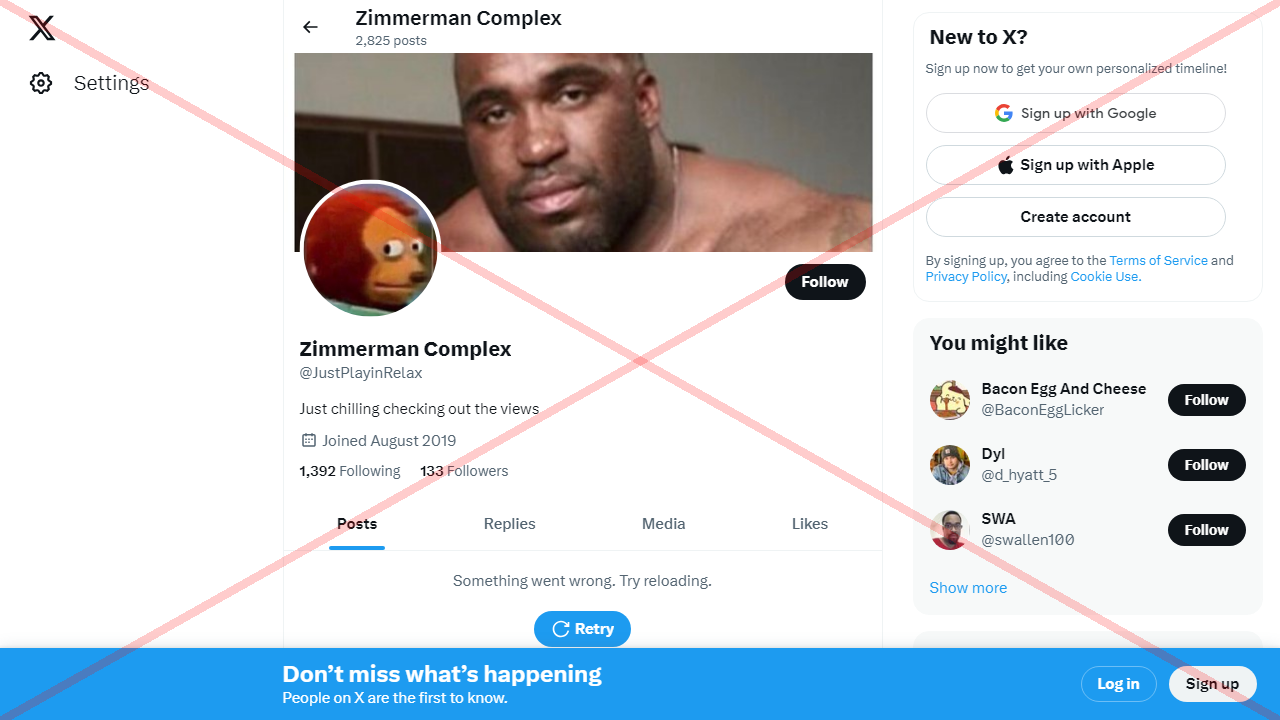 Settings
Zimmerman Complex
2,825 posts
Follow
Zimmerman Complex
@JustPlayinRelax
Just chilling checking out the views
Joined August 2019
1,392 Following 133 Followers
Posts Replies Media Likes
Something went wrong. Try reloading.
Retry
New to X?
Sign up now to get your own personalized timeline!
Sign up with Google
Sign up with Apple
Create account
By signing up, you agree to the Terms of Service and
Privacy Policy, including Cookie Use.
You might like
Bacon Egg And Cheese
@BaconEggLicker
Follow
Dyl
@d_hyatt_5
Follow
SWA
@swallen100
Follow
Show more
Don’t miss what’s happening
People on X are the first to know.
Log in
Sign up